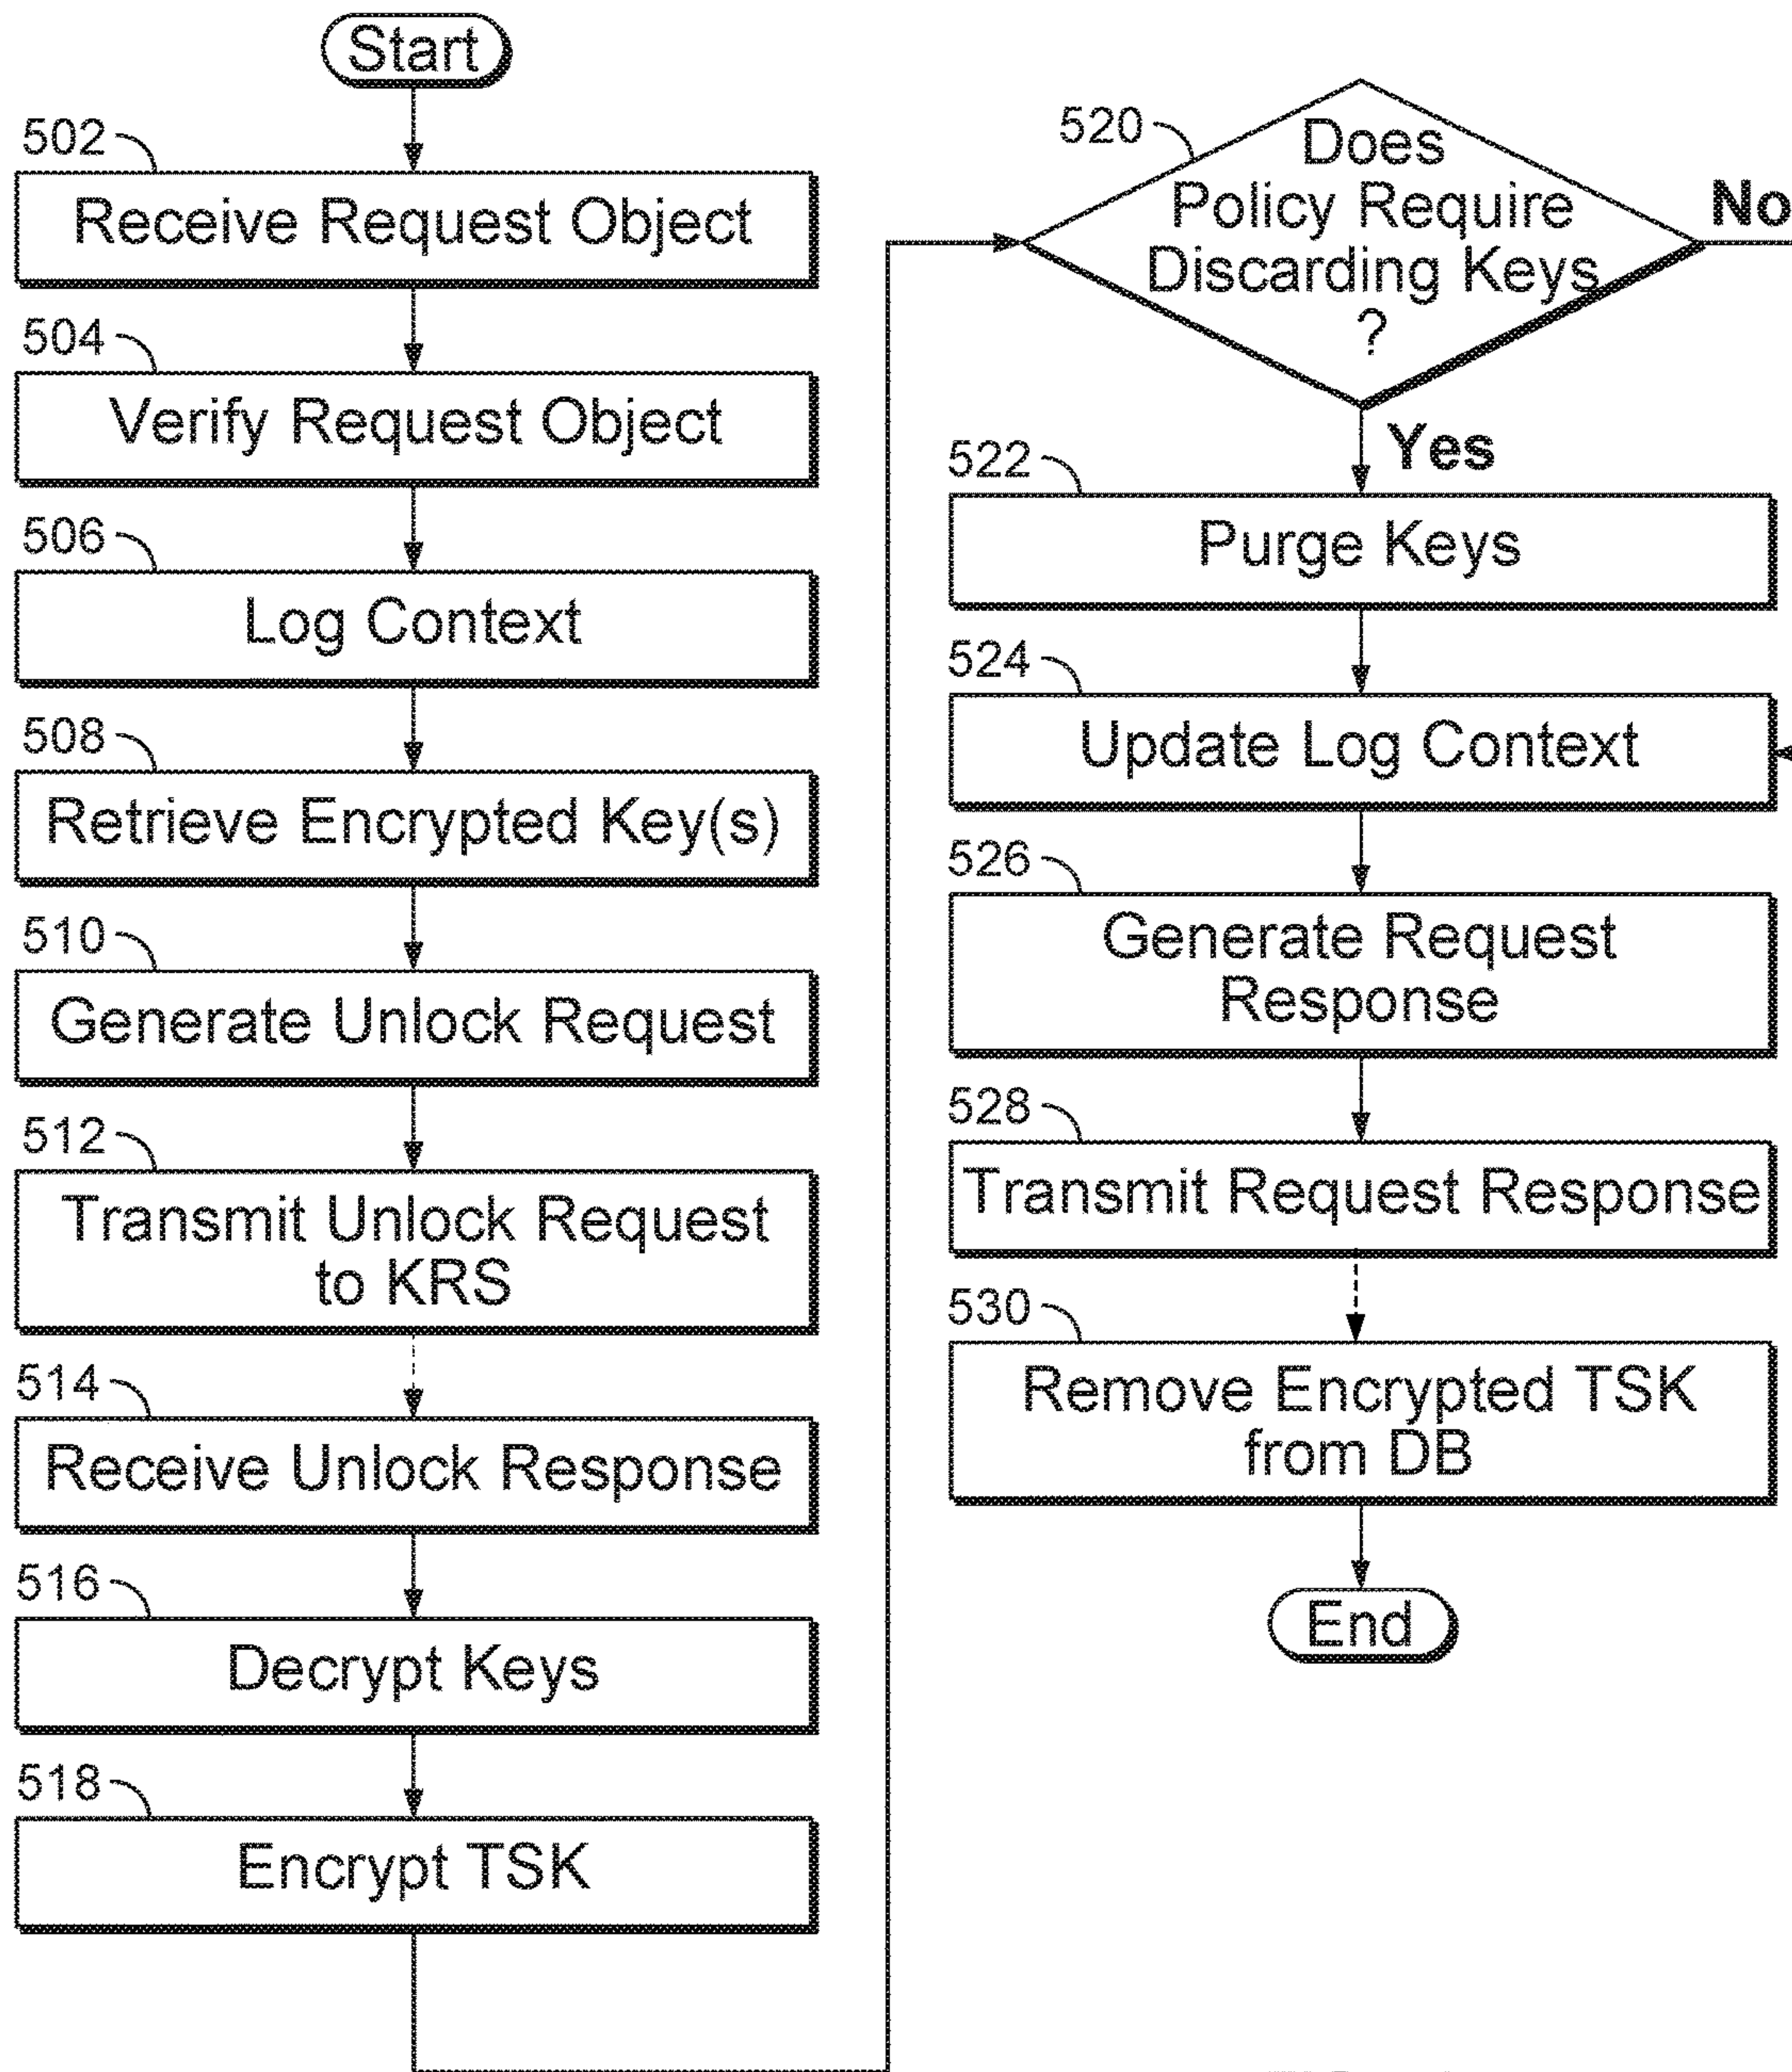 Start
502
Receive Request Object
504
Verify Request Object
506
Log Context
508
Retrieve Encrypted Key(s)
510
Generate Unlock Request
512
Transmit Unlock Request
to KRS
514
Receive Unlock Response
516
Decrypt Keys
518
Encrypt TSK
520
Does
Policy Require
Discarding Keys
?
No
Yes
522
Purge Keys
524
Update Log Context
526
Generate Request
Response
528
Transmit Request Response
530
Remove Encrypted TSK
from DB
End